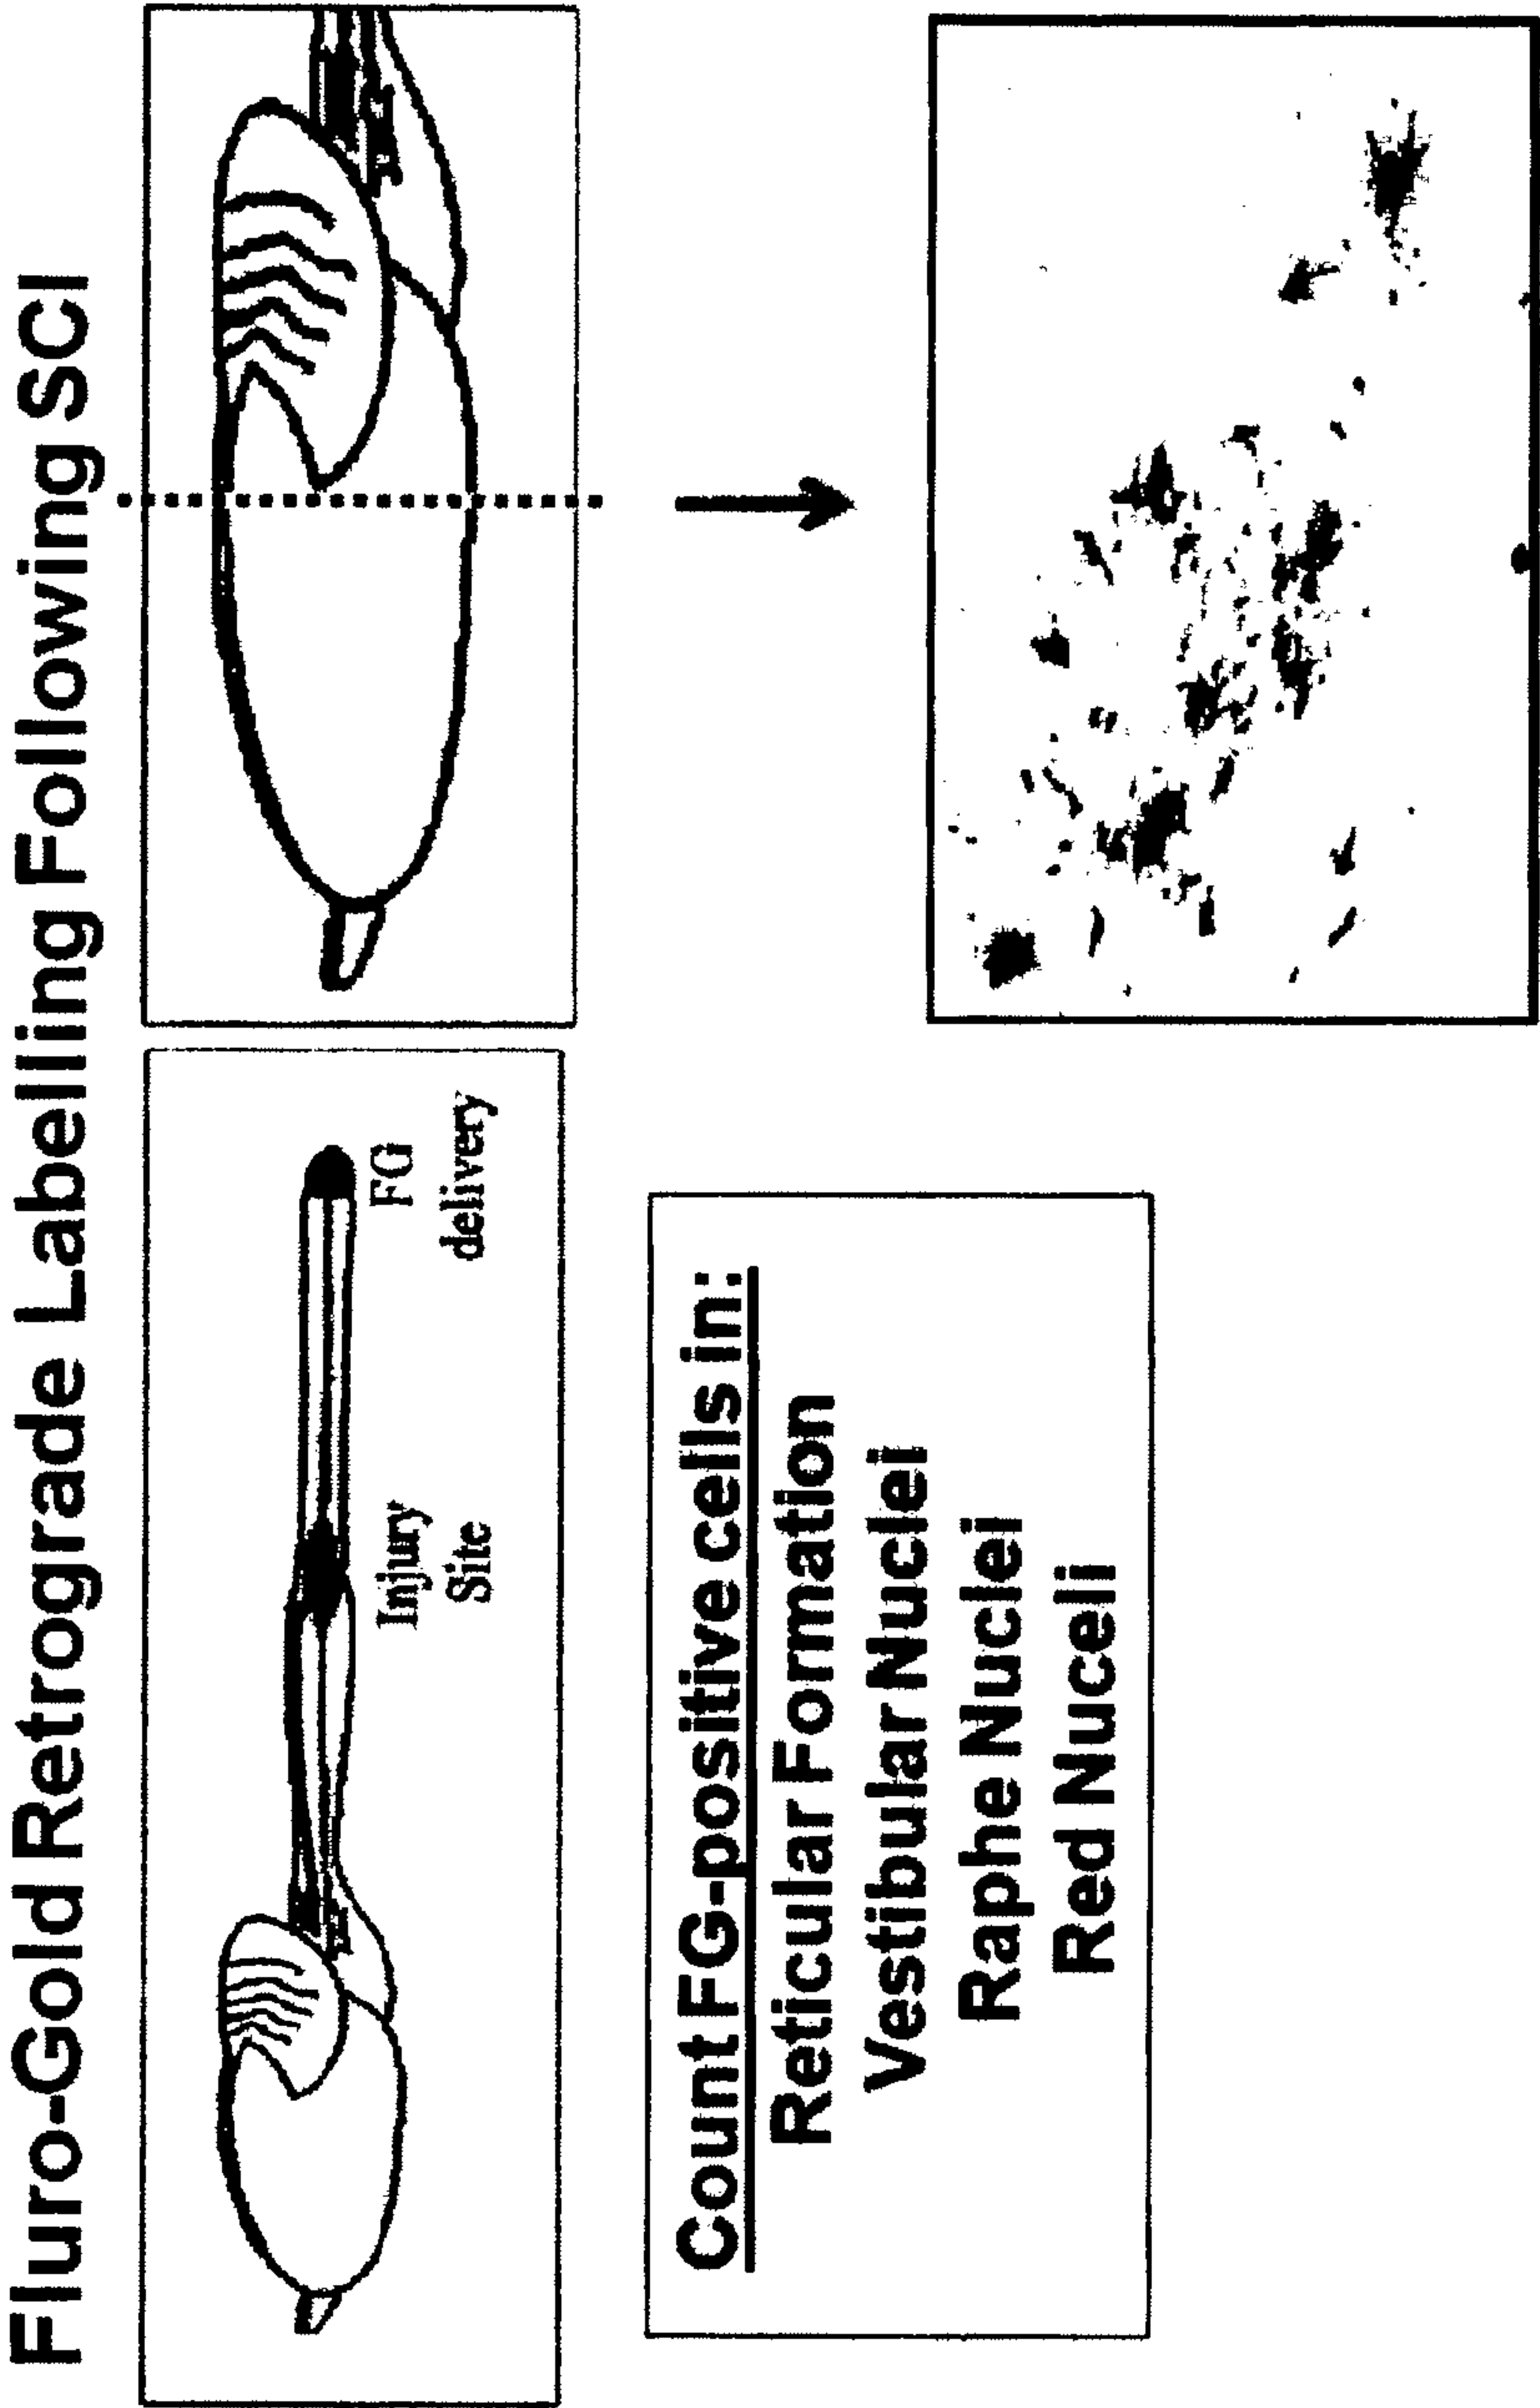 Fluro-Gold Retrograde Labelling Following SCI
Injury
Site
FG
delivery
Count FG-positive cells in:
Reticular Formation
Vestibular Nuclei
Raphe Nuclei
Red Nuceli